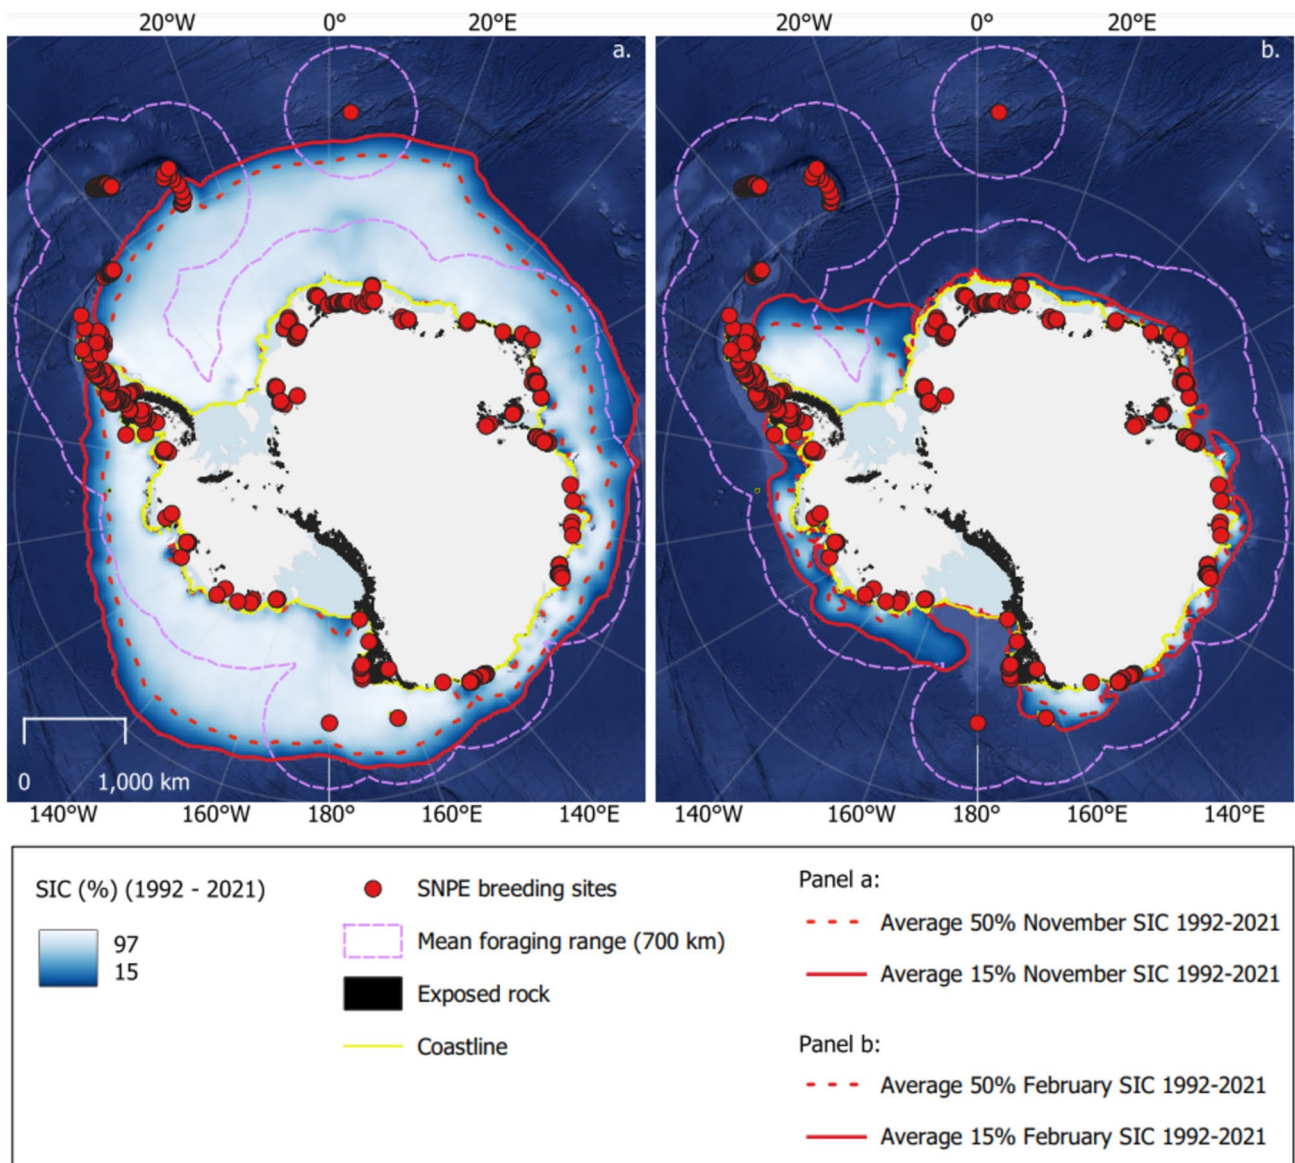 20°W 0° 20°E 20°W 0° 20°E
a. b.
0 1,000 km
140°W 160°W 180° 160°E 140°E 140°W 160°W 180° 160°E 140°E
SIC (%) (1992 - 2021)
97
15
SNPE breeding sites
Mean foraging range (700 km)
Exposed rock
Coastline
Panel a:
Average 50% November SIC 1992-2021
Average 15% November SIC 1992-2021
Panel b:
Average 50% February SIC 1992-2021
Average 15% February SIC 1992-2021